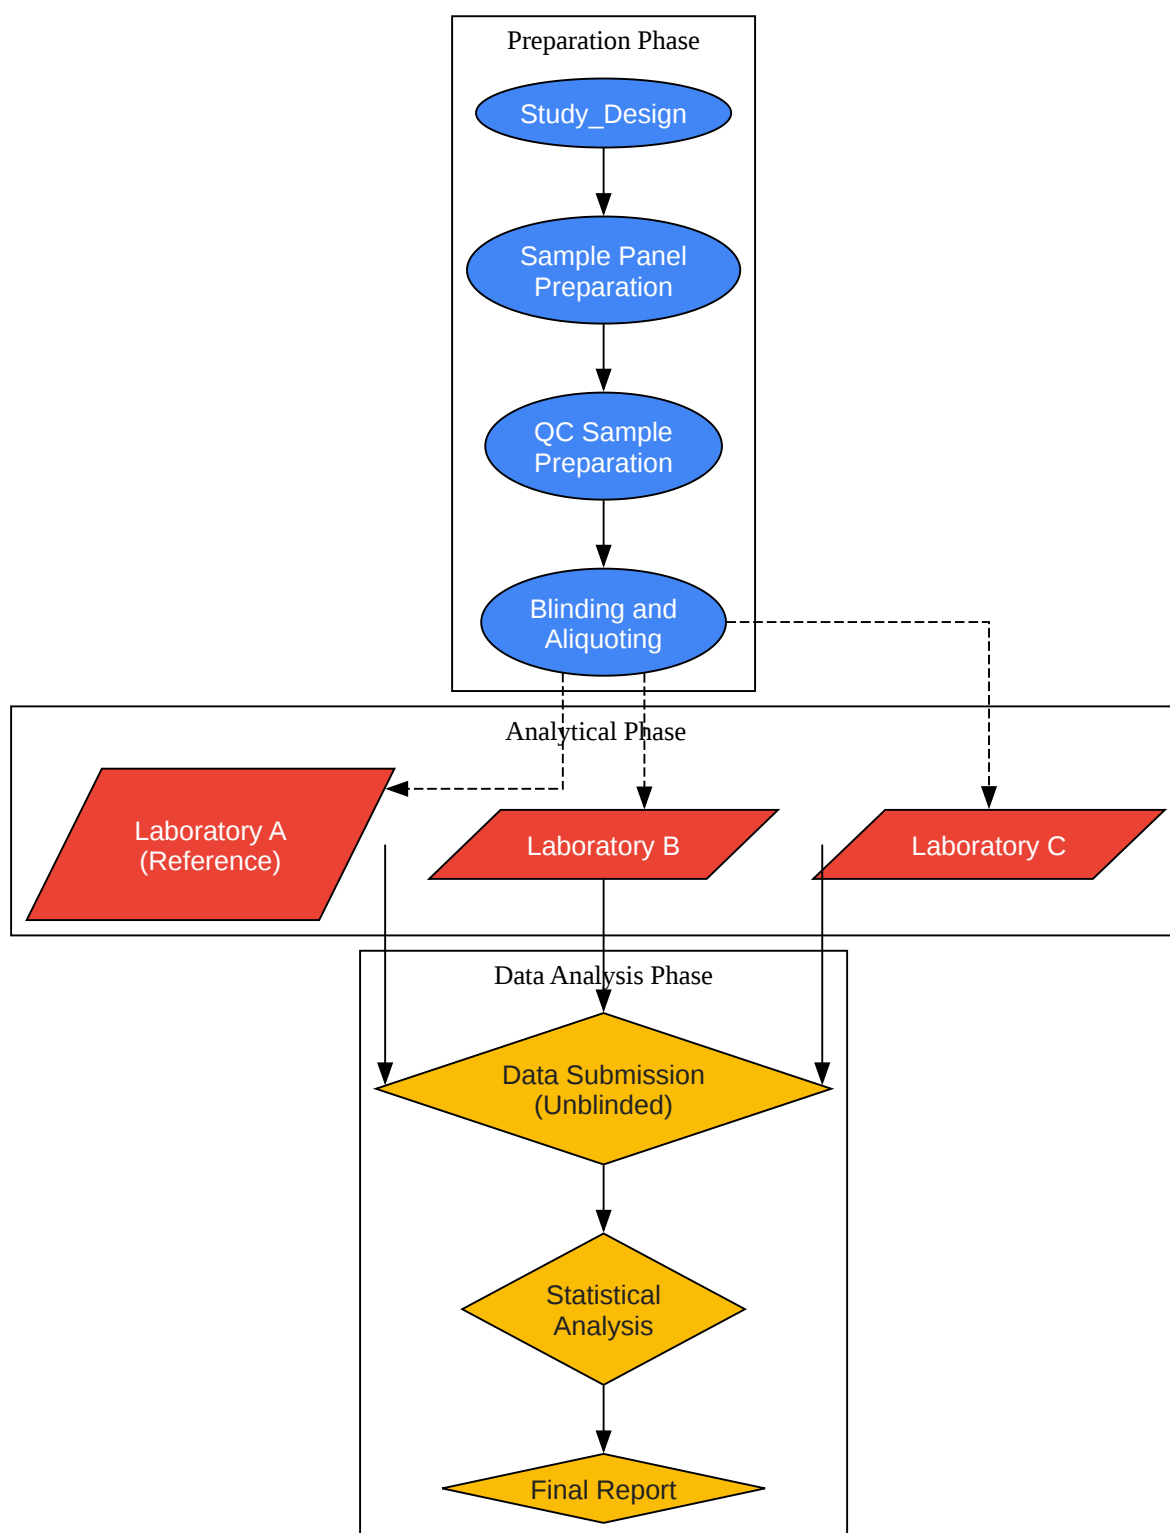 Preparation Phase
Study_Design
Sample Panel
Preparation
QC Sample
Preparation
Blinding and
Aliquoting
Analytical Phase
Laboratory A
(Reference)
Laboratory B
Laboratory C
Data Analysis Phase
Data Submission
(Unblinded)
Statistical
Analysis
Final Report